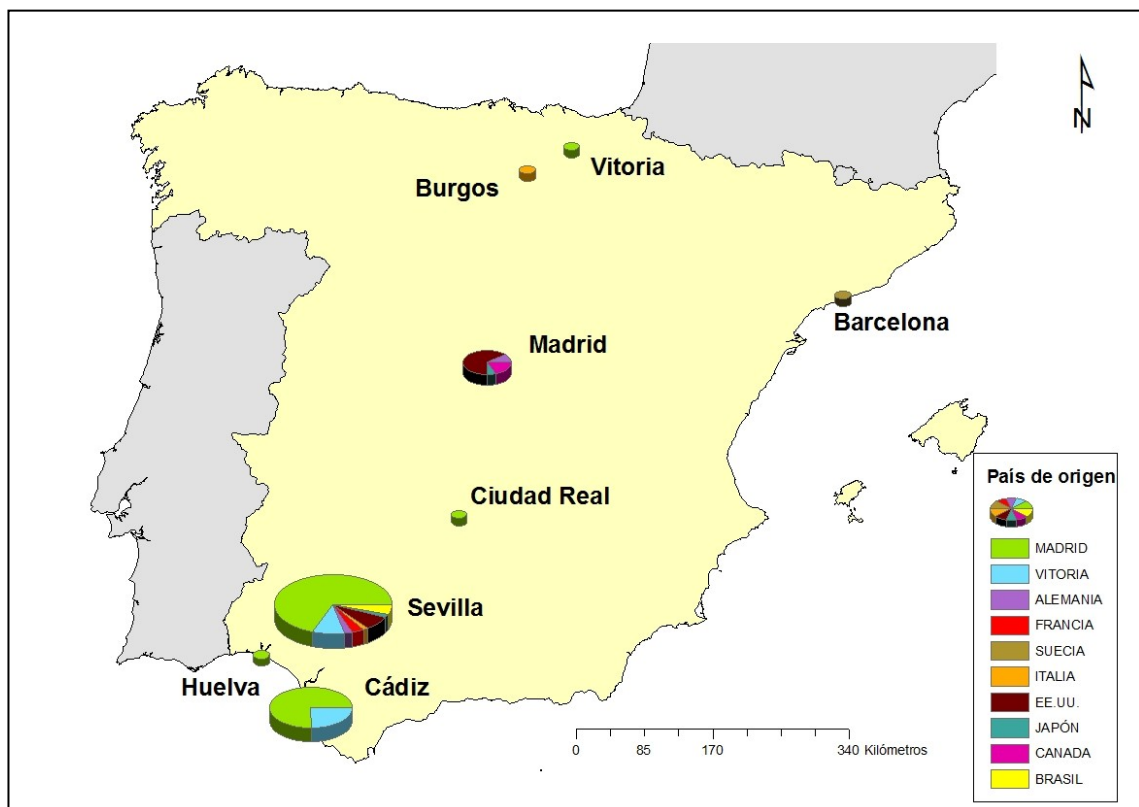 N
Vitoria
Burgos
Barcelona
Madrid
Ciudad Real
Sevilla
Huelva
Cádiz
0 85 170 340 Kilómetros
País de origen
MADRID
VITORIA
ALEMANIA
FRANCIA
SUECIA
ITALIA
EE.UU.
JAPÓN
CANADA
BRASIL